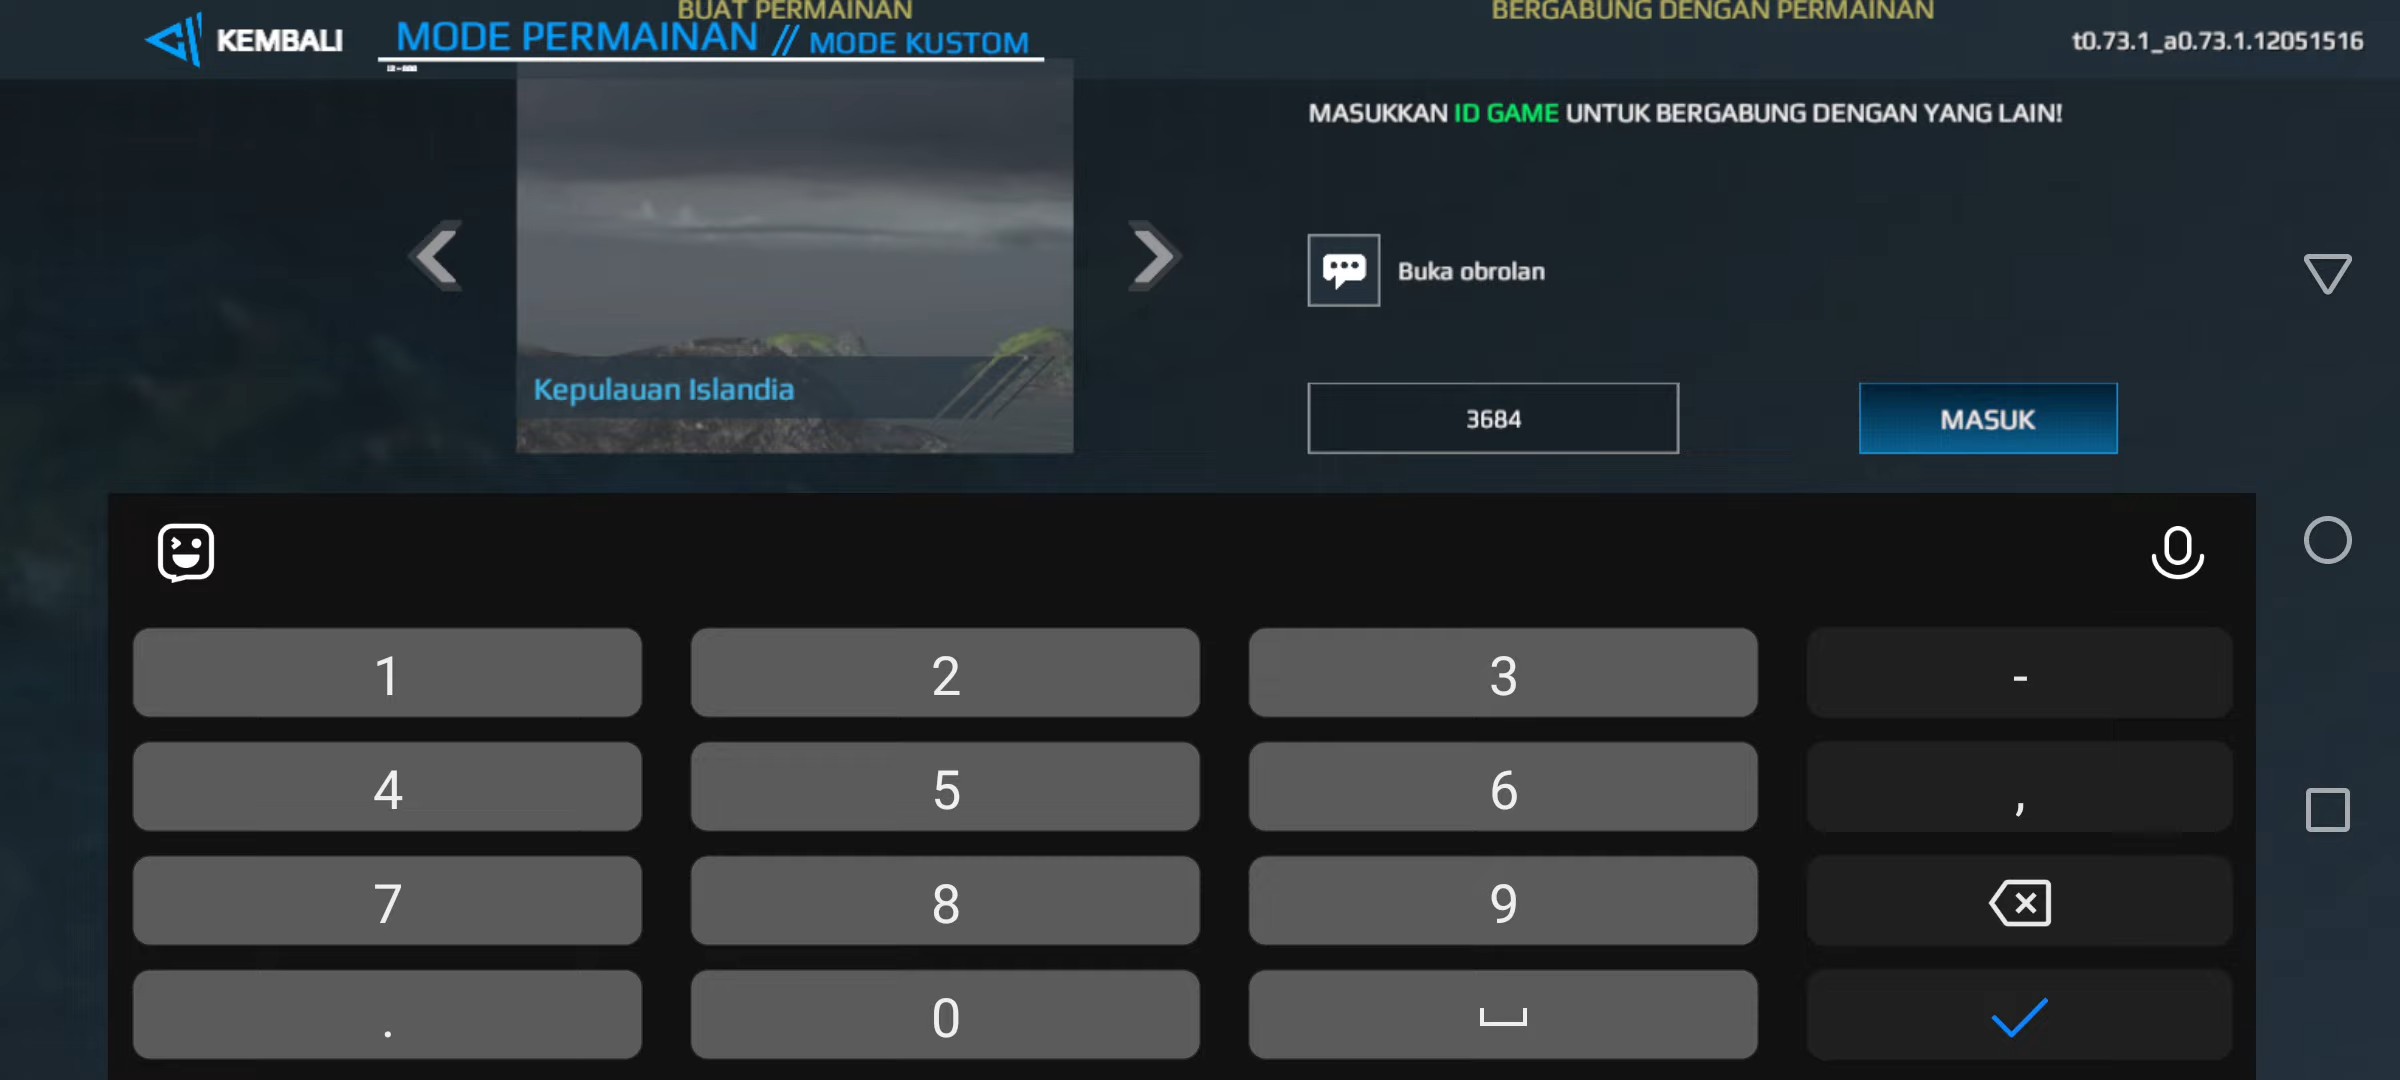 BUAT PERMAINAN
BERGABUNG DENGAN PERMAINAN
KEMBALI
MODE PERMAINAN // MODE KUSTOM
t0.73.1_a0.73.1.12051516
MASUKKAN ID GAME UNTUK BERGABUNG DENGAN YANG LAIN!
Buka obrolan
Kepulauan Islandia
3684
MASUK
1 2 3 -
4 5 6 ,
7 8 9
. 0